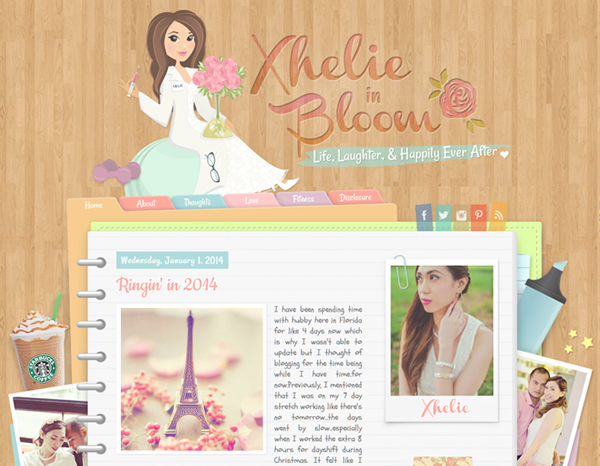 Xhelie
in
Bloom
Life, Laughter, & Happily Ever After
Home
About
Thoughts
Love
Fitness
Disclosure
Wednesday, January 1, 2014
Ringin' in 2014
I have been spending
time with hubby here in Florida
for like 4 days now which
is why I wasn't able to
update but I thought of
blogging for the time being
while I have time...for
now.Previously, I mentioned
that I was on my 7 day
stretch working like there's
no tomorrow...the days
went by slow...especially
when I worked the extra 8
hours for dayshift during
Christmas. It felt like I
Xhelie
STARBUCKS
COFFEE